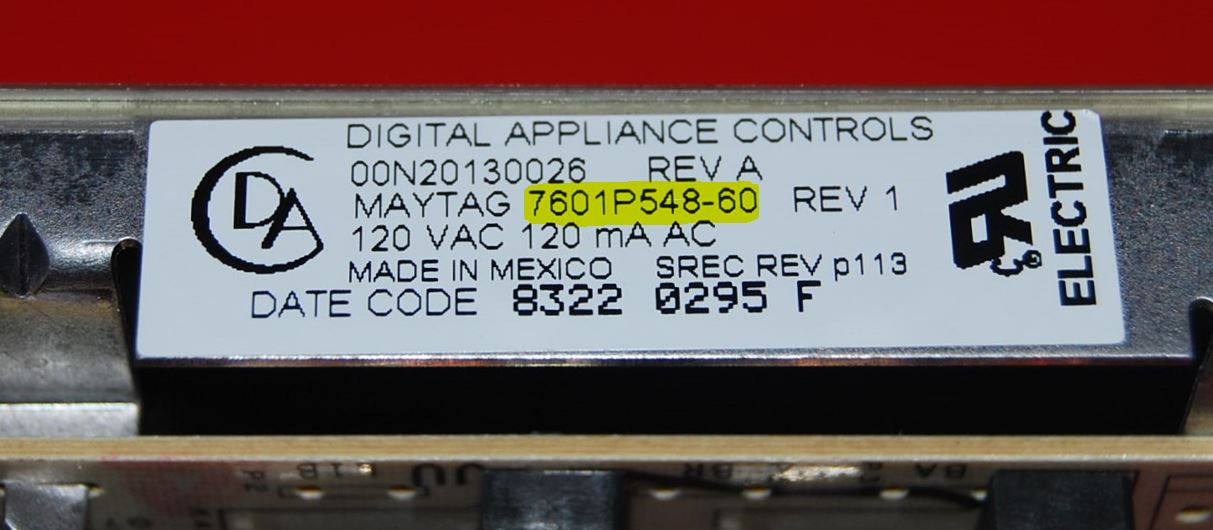 DIGITAL APPLIANCE CONTROLS
00N20130026 REV A
DA
MAYTAG 7601P548-60 REV 1
120 VAC 120 mA AC
MADE IN MEXICO SREC REV p113
DATE CODE 8322 0295 F
ELECTRIC